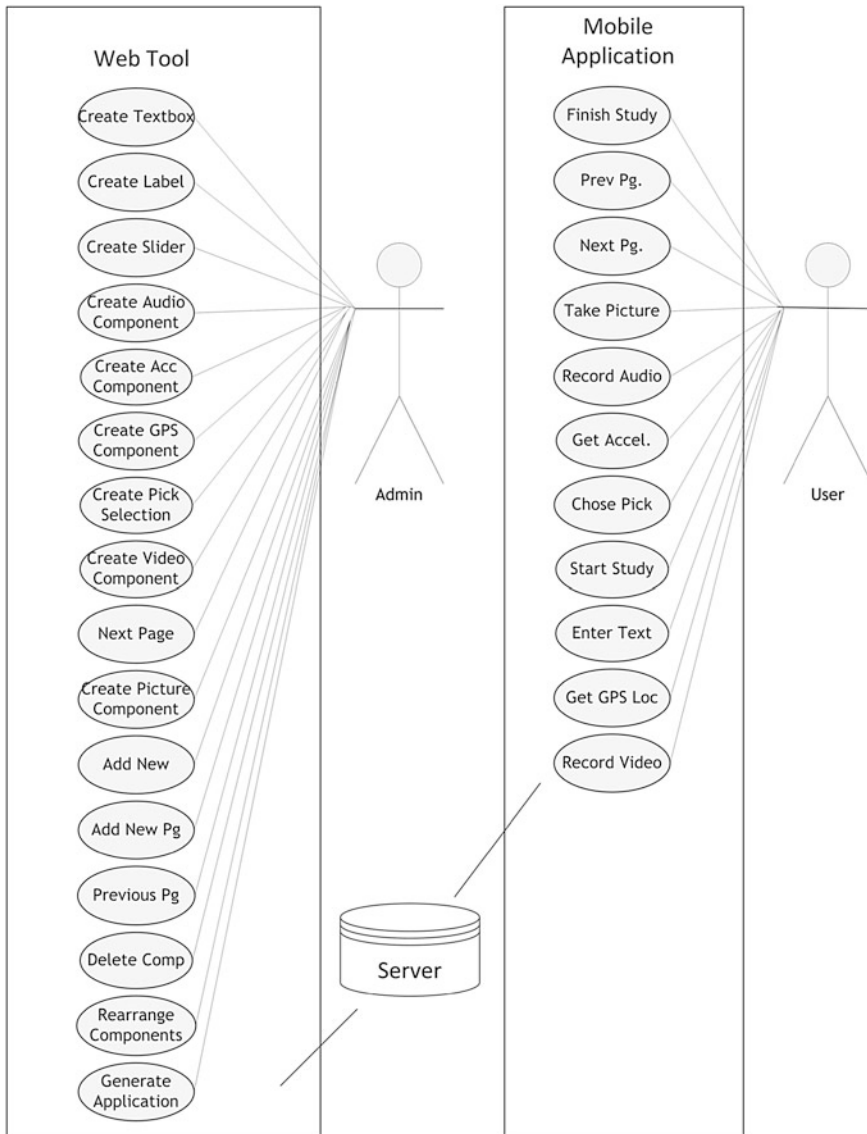 Web Tool
Create Textbox
Create Label
Create Slider
Create Audio
Component
Create Acc
Component
Create GPS
Component
Create Pick
Selection
Create Video
Component
Next Page
Create Picture
Component
Add New
Add New Pg
Previous Pg
Delete Comp
Rearrange
Components
Generate
Application
Admin
Server
Mobile
Application
Finish Study
Prev Pg.
Next Pg.
Take Picture
Record Audio
Get Accel.
Chose Pick
Start Study
Enter Text
Get GPS Loc
Record Video
User